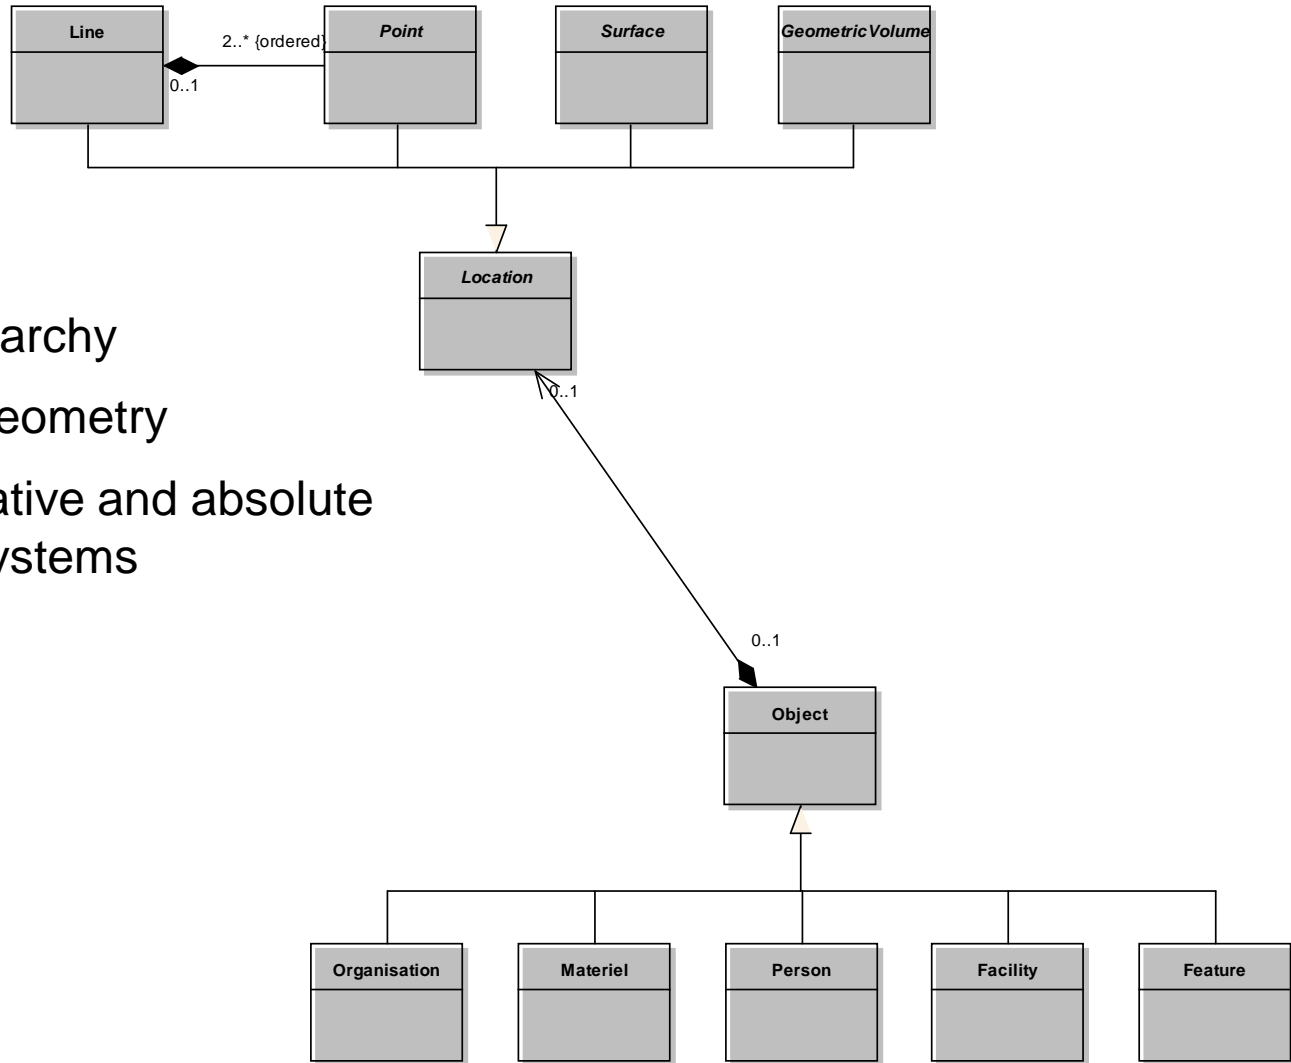 Line
Point
Surface
GeometricVolume
2..* {ordered}
0..1
Location
archy
0..1
eometry
ative and absolute
ystems
0..1
Object
Organisation
Materiel
Person
Facility
Feature